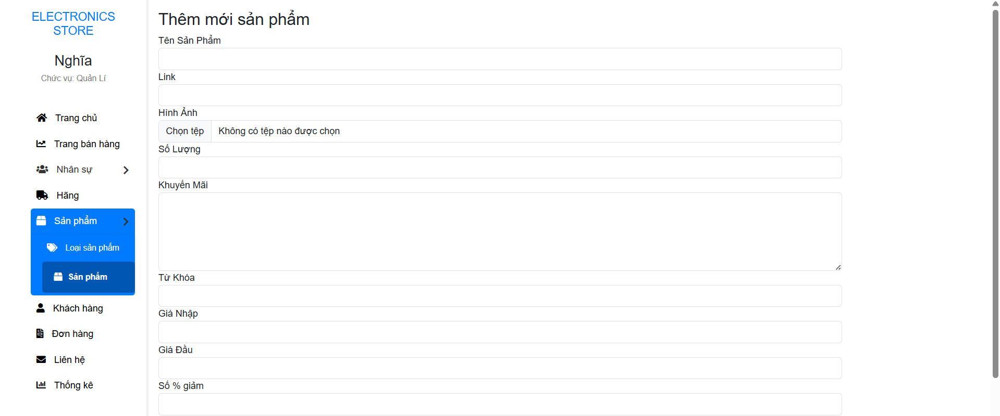 ELECTRONICS
STORE
Nghĩa
Chức vụ: Quản Lí
Trang chủ
Trang bán hàng
Nhân sự
Hãng
Sản phẩm
Loại sản phẩm
Sản phẩm
Khách hàng
Đơn hàng
Liên hệ
Thống kê
Thêm mới sản phẩm
Tên Sản Phẩm
Link
Hình Ảnh
Chọn tệp Không có tệp nào được chọn
Số Lượng
Khuyến Mãi
Từ Khóa
Giá Nhập
Giá Đầu
Số % giảm